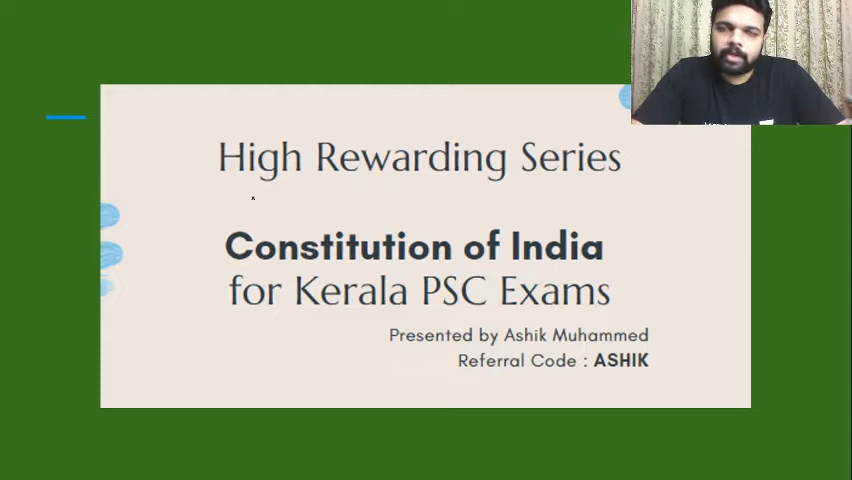 High Rewarding Series
Constitution of India
for Kerala PSC Exams
Presented by Ashik Muhammed
Referral Code : ASHIK